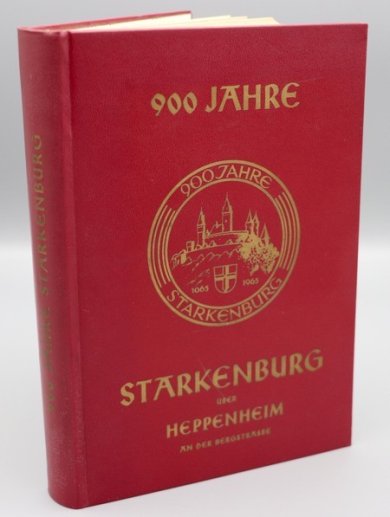 900 JAHRE
900 JAHRE
1065 1965
STARKENBURG
STARKENBURG
ÜBER
HEPPENHEIM
AN DER BERGSTRASSE
900 JAHRE STARKENBURG